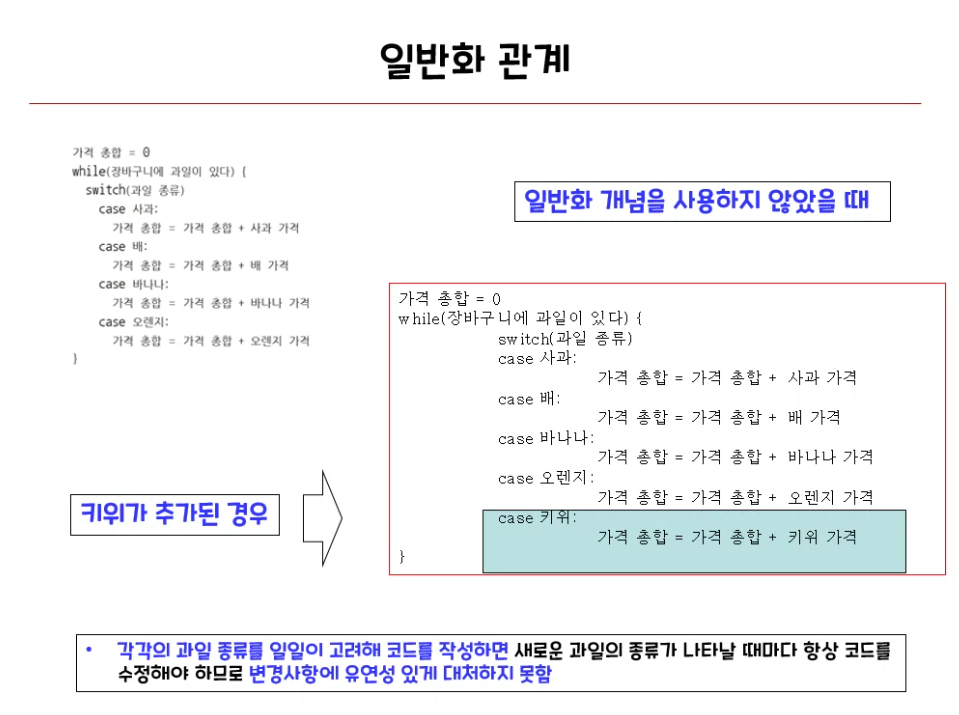 일반화 관계
가격 총합 = 0
while(장바구니에 과일이 있다) {
switch(과일 종류)
case 사과:
가격 총합 = 가격 총합 + 사과 가격
case 배:
가격 총합 = 가격 총합 + 배 가격
case 바나나:
가격 총합 = 가격 총합 + 바나나 가격
case 오렌지:
가격 총합 = 가격 총합 + 오렌지 가격
}
일반화 개념을 사용하지 않았을 때
가격 총합 = 0
while(장바구니에 과일이 있다) {
switch(과일 종류)
case 사과:
가격 총합 = 가격 총합 + 사과 가격
case 배:
가격 총합 = 가격 총합 + 배 가격
case 바나나:
가격 총합 = 가격 총합 + 바나나 가격
case 오렌지:
가격 총합 = 가격 총합 + 오렌지 가격
case 키위:
가격 총합 = 가격 총합 + 키위 가격
}
키위가 추가된 경우
• 각각의 과일 종류를 일일이 고려해 코드를 작성하면 새로운 과일의 종류가 나타날 때마다 항상 코드를
수정해야 하므로 변경사항에 유연성 있게 대처하지 못함